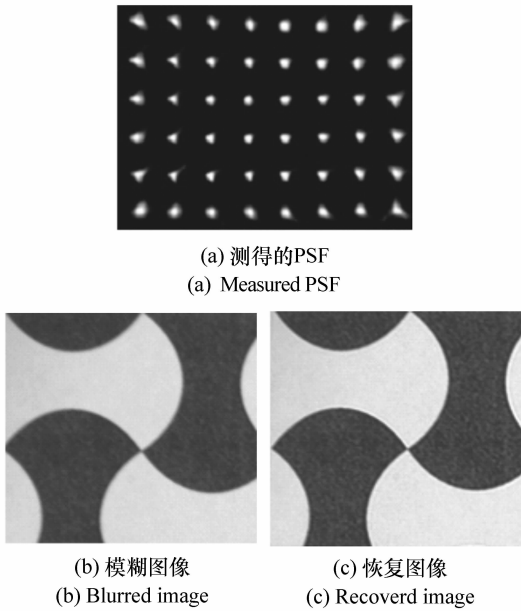 (a) 测得的PSF
(a) Measured PSF
(b) 模糊图像
(b) Blurred image
(c) 恢复图像
(c) Recoverd image